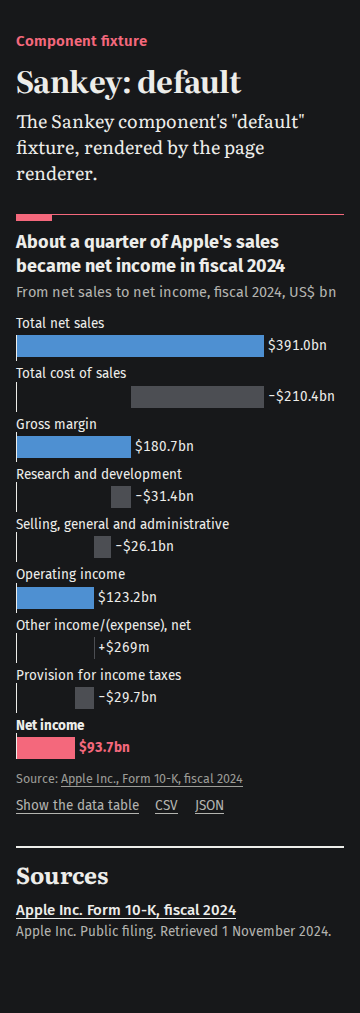 Component fixture
Sankey: default
The Sankey component's "default"
fixture, rendered by the page
renderer.
About a quarter of Apple's sales
became net income in fiscal 2024
From net sales to net income, fiscal 2024, US$ bn
Total net sales
$391.0bn
Total cost of sales
−$210.4bn
Gross margin
$180.7bn
Research and development
−$31.4bn
Selling, general and administrative
−$26.1bn
Operating income
$123.2bn
Other income/(expense), net
+$269m
Provision for income taxes
−$29.7bn
Net income
$93.7bn
Source: Apple Inc., Form 10-K, fiscal 2024
Show the data table CSV JSON
Sources
Apple Inc. Form 10-K, fiscal 2024
Apple Inc. Public filing. Retrieved 1 November 2024.